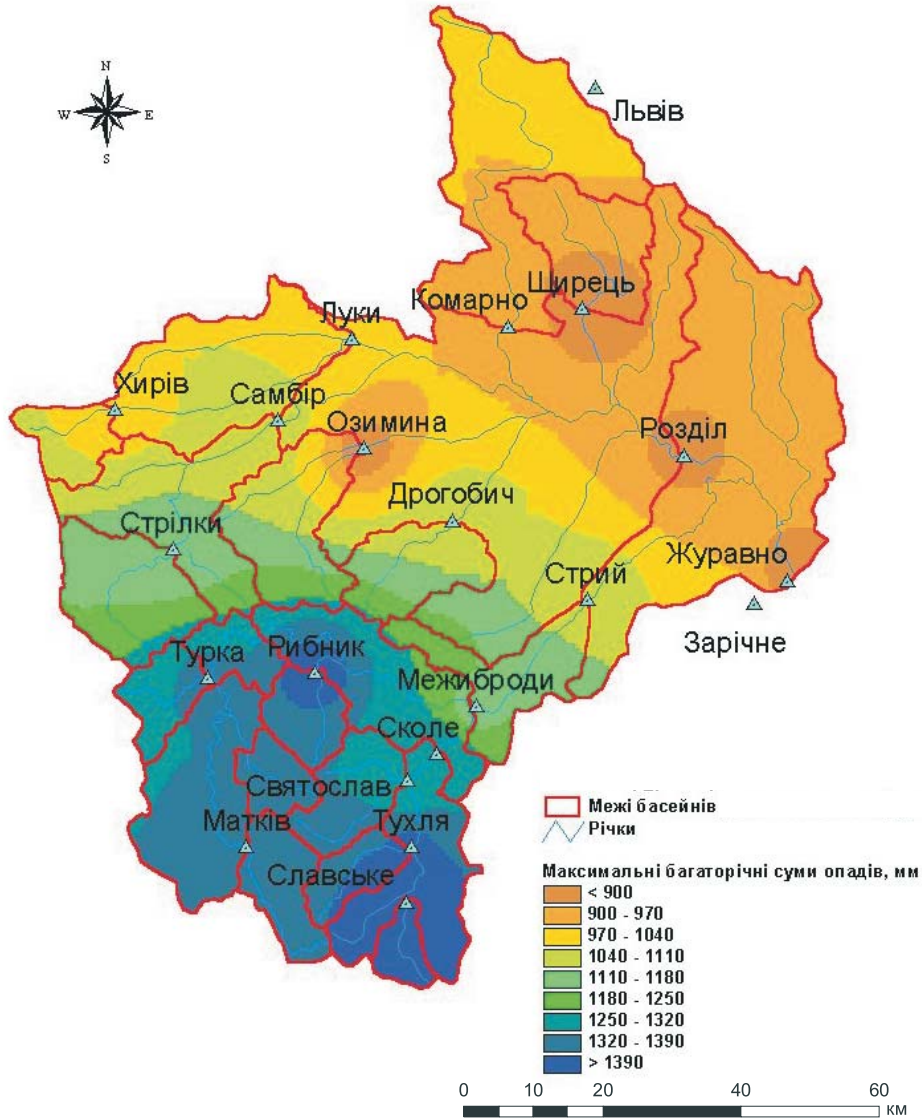 N
W E
S
Львів
Щирець
Комарно
Луки
Хирів
Самбір
Озимина
Розділ
Дрогобич
Стрілки
Журавно
Стрий
Зарічне
Турка
Рибник
Межиброди
Сколе
Святослав
Матків
Тухля
Славське
Межі басейнів
Річки
Максимальні багаторічні суми опадів, мм
< 900
900 - 970
970 - 1040
1040 - 1110
1110 - 1180
1180 - 1250
1250 - 1320
1320 - 1390
> 1390
0 10 20 40 60
км